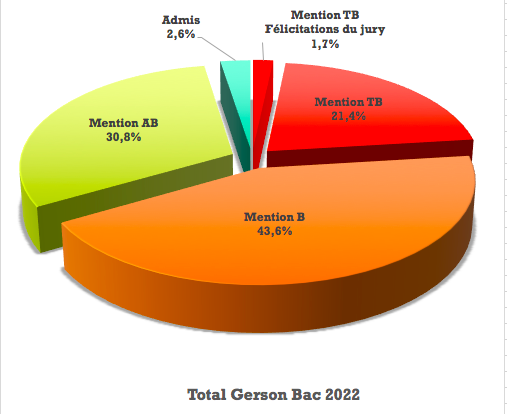 Admis
2,6%
Mention TB
Félicitations du jury
1,7%
Mention TB
21,4%
Mention AB
30,8%
Mention B
43,6%
Total Gerson Bac 2022